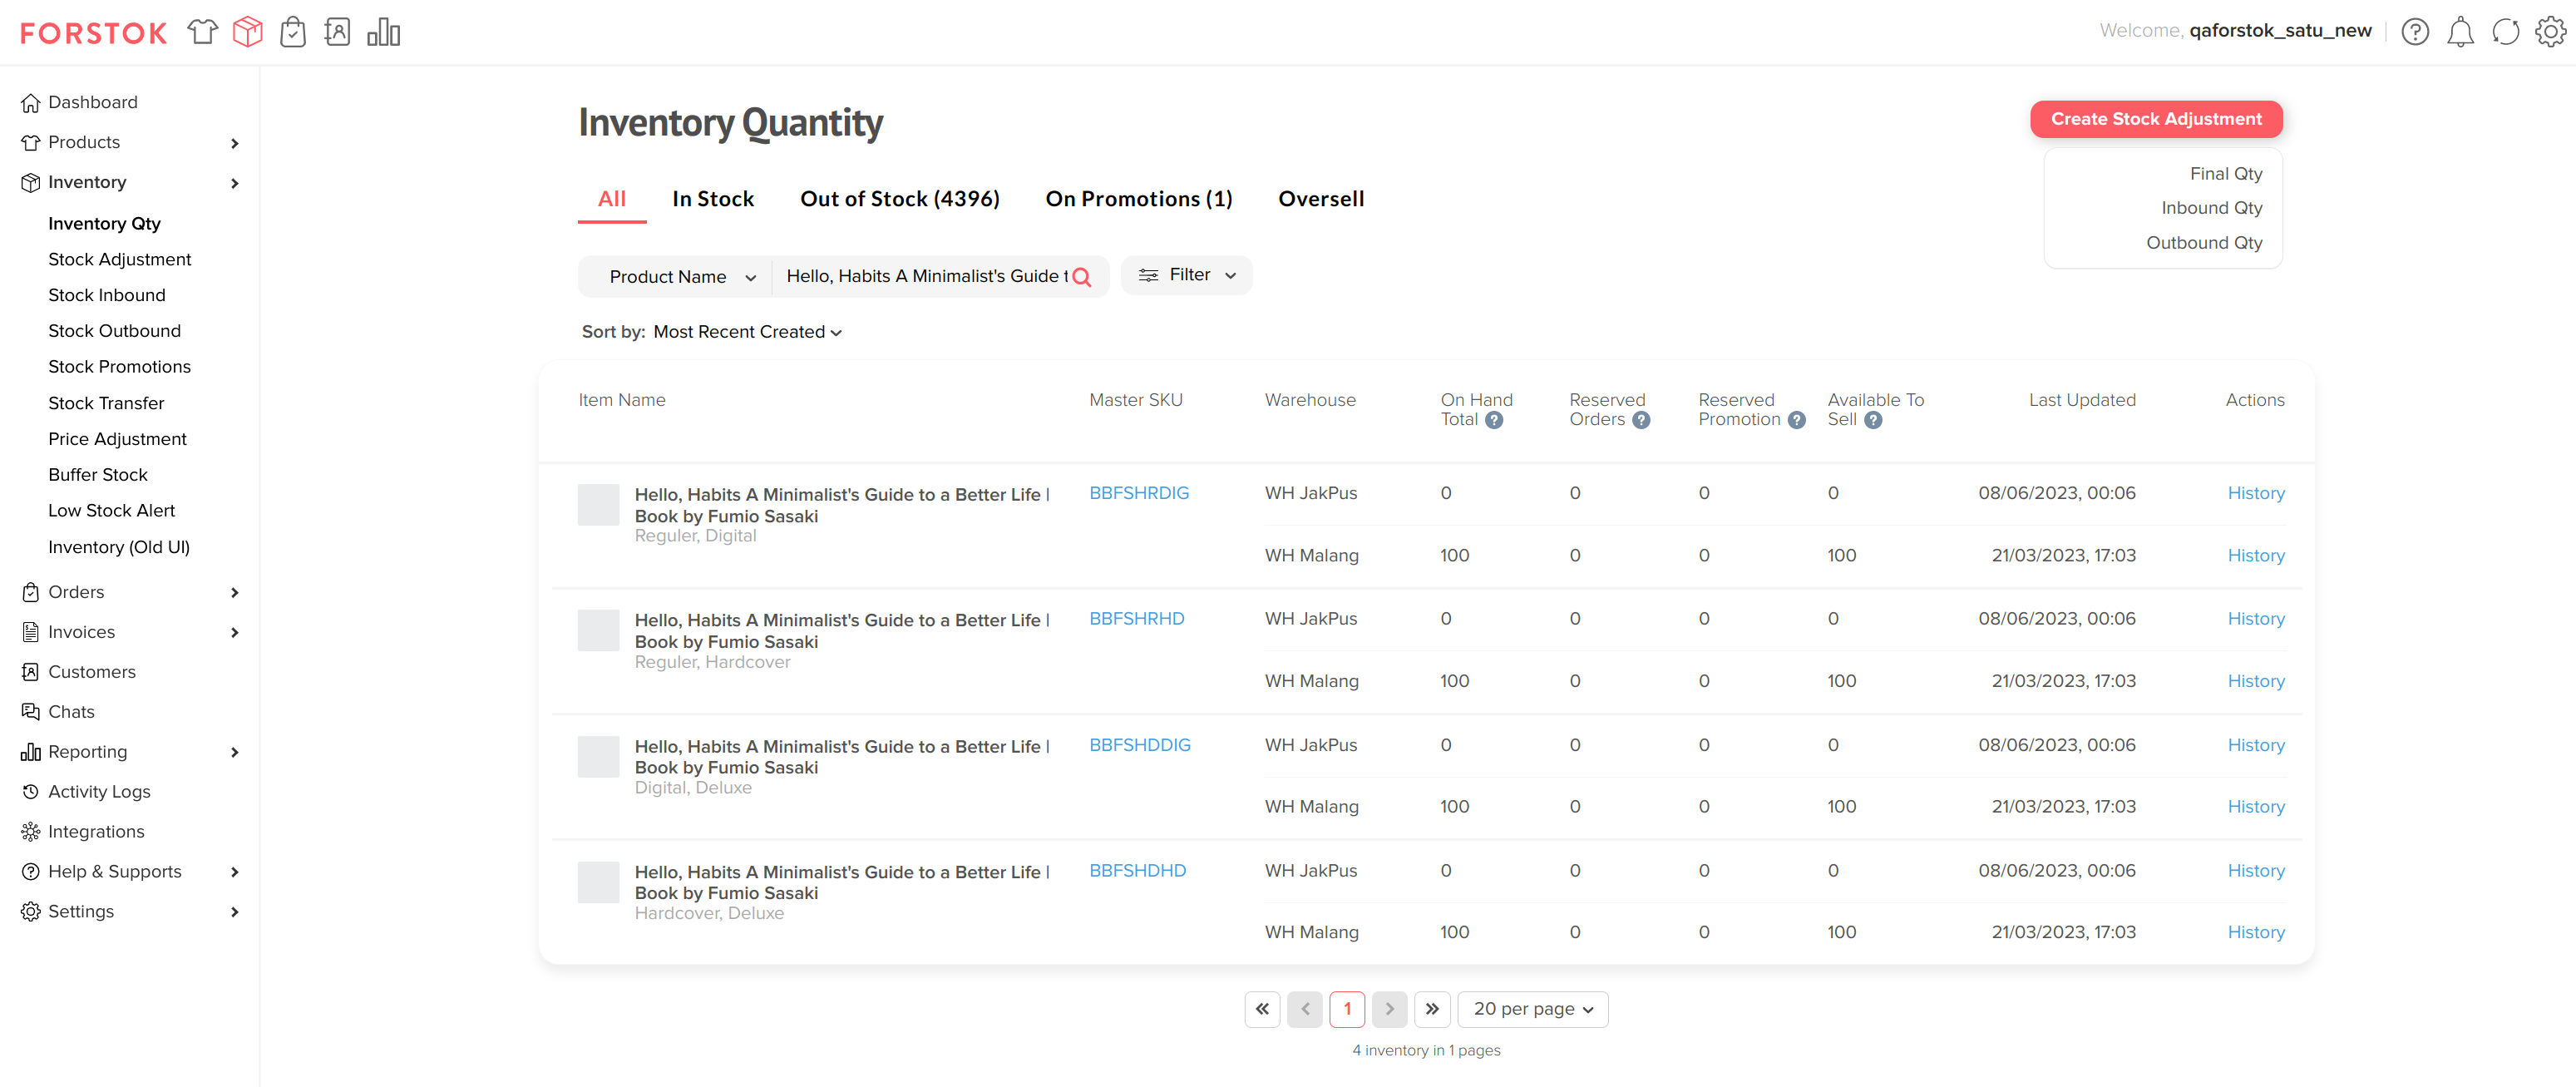 FORSTOK
Welcome, qaforstok_satu_new
Dashboard
Products
Inventory
Inventory Qty
Stock Adjustment
Stock Inbound
Stock Outbound
Stock Promotions
Stock Transfer
Price Adjustment
Buffer Stock
Low Stock Alert
Inventory (Old UI)
Orders
Invoices
Customers
Chats
Reporting
Activity Logs
Integrations
Help & Supports
Settings
Inventory Quantity
Create Stock Adjustment
Final Qty
Inbound Qty
Outbound Qty
All In Stock Out of Stock (4396) On Promotions (1) Oversell
Product Name Hello, Habits A Minimalist's Guide t Filter
Sort by: Most Recent Created
Item Name Master SKU Warehouse On Hand Total ? Reserved Orders ? Reserved Promotion ? Available To Sell ? Last Updated Actions
Hello, Habits A Minimalist's Guide to a Better Life | BBFSHRDIG WH JakPus 0 0 0 0 08/06/2023, 00:06 History
Book by Fumio Sasaki
Reguler, Digital
WH Malang 100 0 0 100 21/03/2023, 17:03 History
Hello, Habits A Minimalist's Guide to a Better Life | BBFSHRHD WH JakPus 0 0 0 0 08/06/2023, 00:06 History
Book by Fumio Sasaki
Reguler, Hardcover
WH Malang 100 0 0 100 21/03/2023, 17:03 History
Hello, Habits A Minimalist's Guide to a Better Life | BBFSHDDIG WH JakPus 0 0 0 0 08/06/2023, 00:06 History
Book by Fumio Sasaki
Digital, Deluxe
WH Malang 100 0 0 100 21/03/2023, 17:03 History
Hello, Habits A Minimalist's Guide to a Better Life | BBFSHDHD WH JakPus 0 0 0 0 08/06/2023, 00:06 History
Book by Fumio Sasaki
Hardcover, Deluxe
WH Malang 100 0 0 100 21/03/2023, 17:03 History
« < 1 > » 20 per page
4 inventory in 1 pages